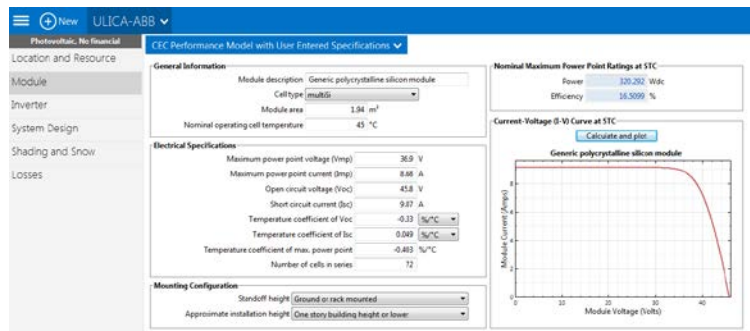 New ULICA-ABB
Photovoltaic, No financial
Location and Resource
Module
Inverter
System Design
Shading and Snow
Losses
CEC Performance Model with User Entered Specifications
General Information
Module description Generic polycrystalline silicon module
Cell type multiSi
Module area 1.94 m²
Nominal operating cell temperature 45 °C
Electrical Specifications
Maximum power point voltage (Vmp) 36.9 V
Maximum power point current (Imp) 8.68 A
Open circuit voltage (Voc) 45.8 V
Short circuit current (Isc) A
Temperature coefficient of Voc -0.33 %/°C
Temperature coefficient of Isc 0.049 %/°C
Temperature coefficient of max. power point %/°C
Number of cells in series 72
Mounting Configuration
Standoff height Ground or rack mounted
Approximate installation height One story building height or lower
Nominal Maximum Power Point Ratings at STC
Power 320.292 Wdc
Efficiency 16.5099 %
Current-Voltage (I-V) Curve at STC
Calculate and plot
Generic polycrystalline silicon module
Module Current (Amps)
8
6
4
2
0
0 10 20 30 40
Module Voltage (Volts)